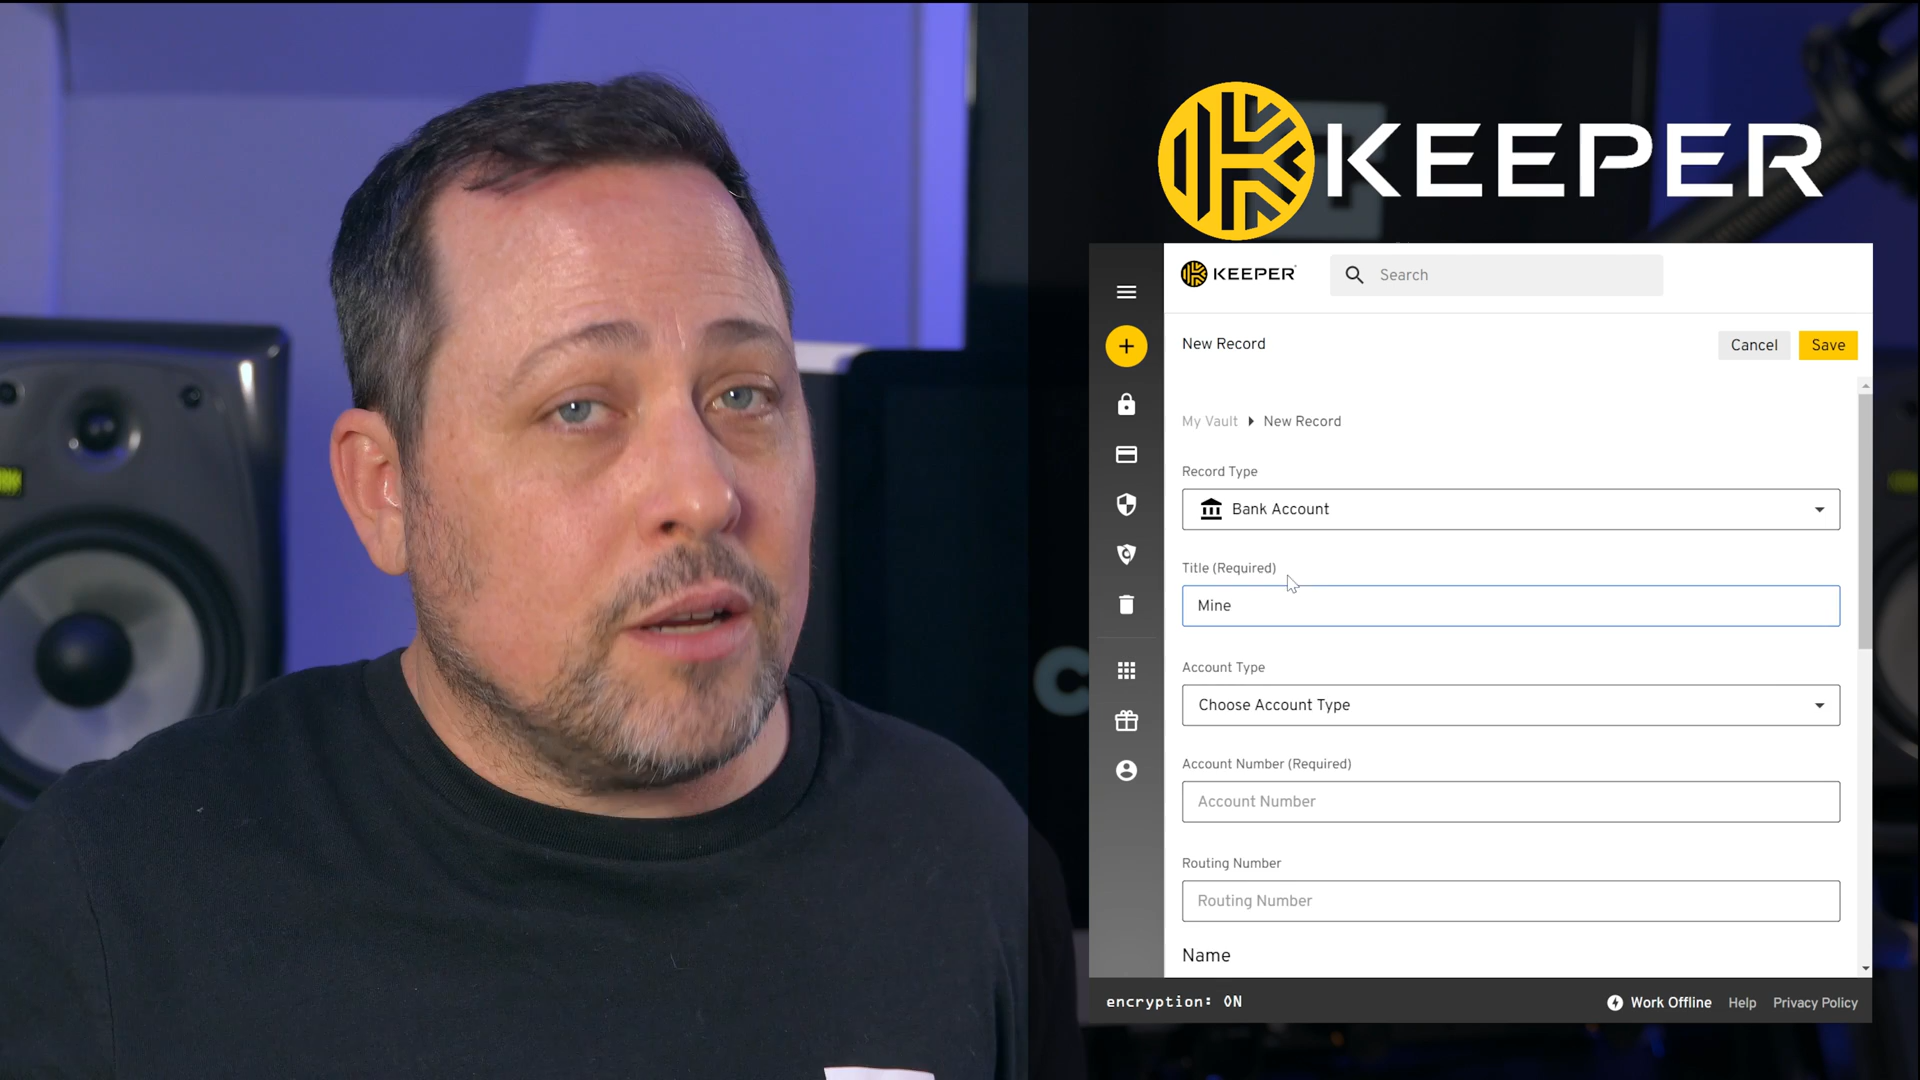 KEEPER
KEEPER
Search
New Record
Cancel
Save
My Vault
New Record
Record Type
Bank Account
Title (Required)
Mine
Account Type
Choose Account Type
Account Number (Required)
Account Number
Routing Number
Routing Number
Name
encryption: ON
Work Offline
Help
Privacy Policy